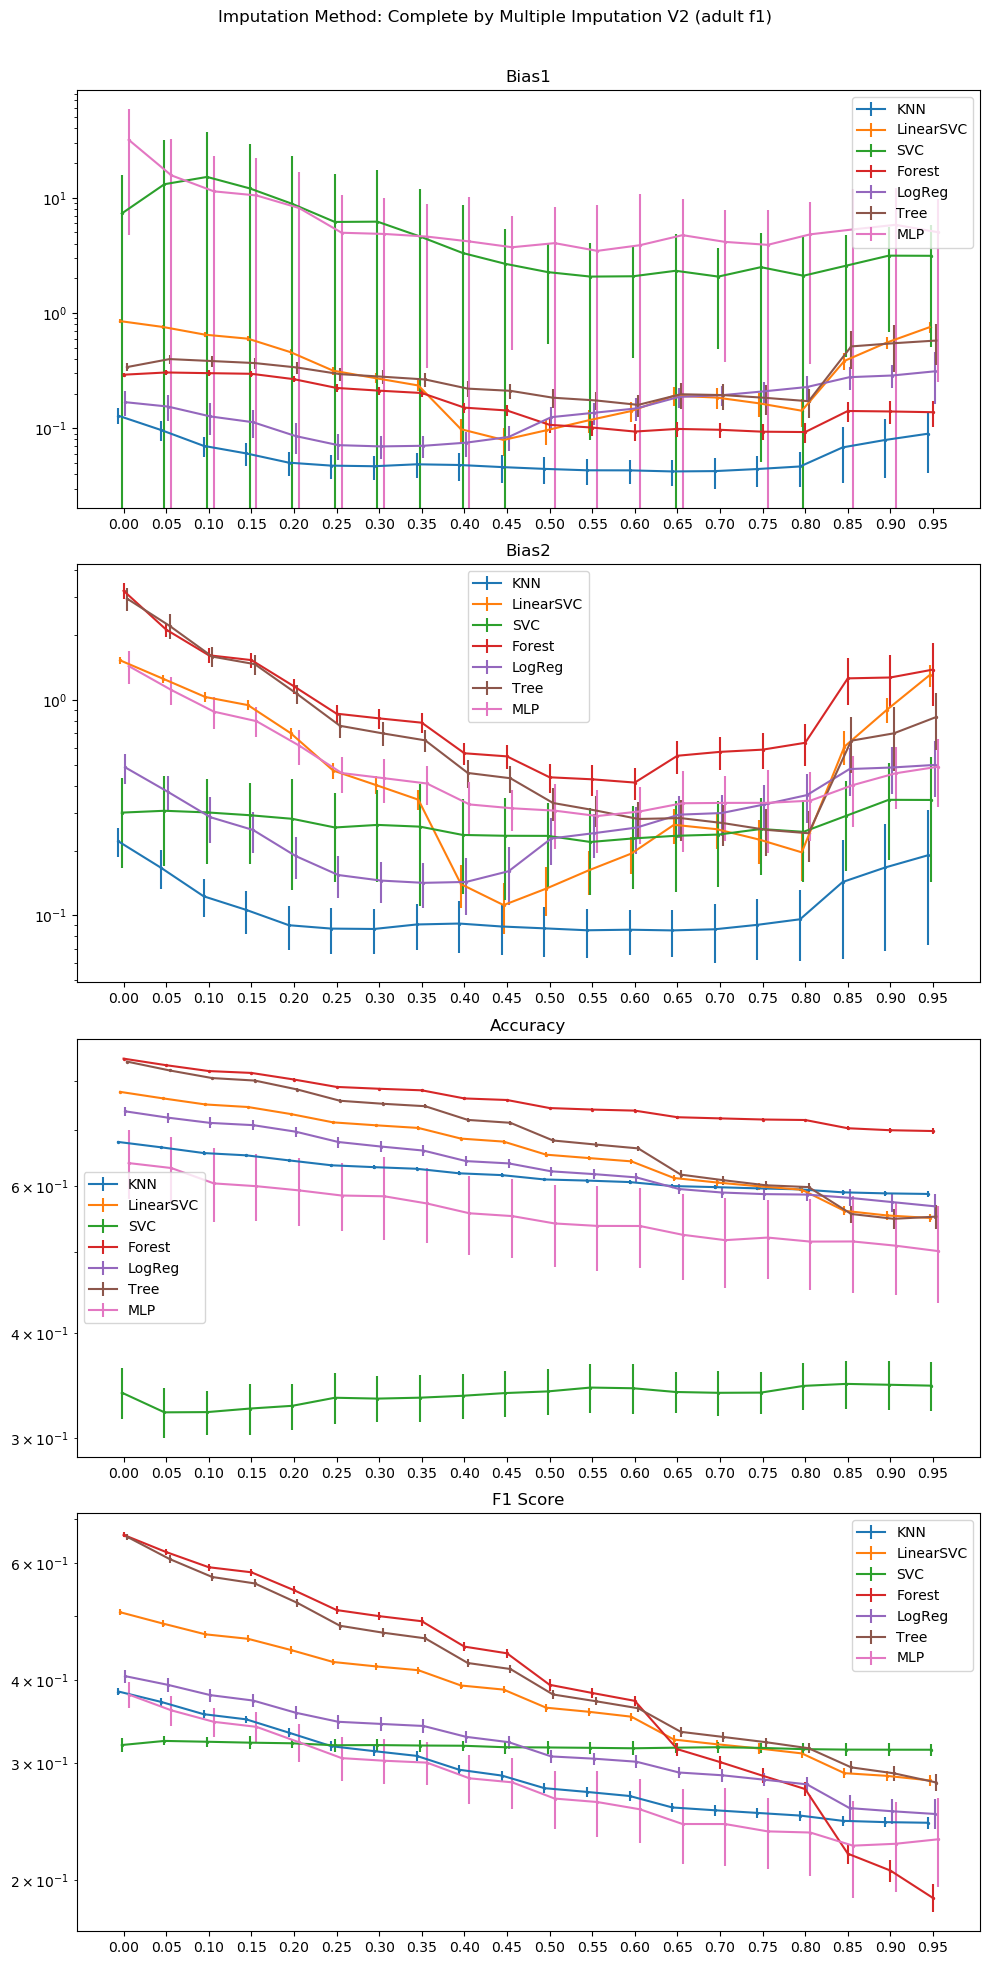 Imputation Method: Complete by Multiple Imputation V2 (adult f1)
Bias1
10^1
10^0
10^-1
KNN
LinearSVC
SVC
Forest
LogReg
Tree
MLP
0.00 0.05 0.10 0.15 0.20 0.25 0.30 0.35 0.40 0.45 0.50 0.55 0.60 0.65 0.70 0.75 0.80 0.85 0.90 0.95
Bias2
10^0
10^-1
KNN
LinearSVC
SVC
Forest
LogReg
Tree
MLP
0.00 0.05 0.10 0.15 0.20 0.25 0.30 0.35 0.40 0.45 0.50 0.55 0.60 0.65 0.70 0.75 0.80 0.85 0.90 0.95
Accuracy
6 × 10^-1
4 × 10^-1
3 × 10^-1
KNN
LinearSVC
SVC
Forest
LogReg
Tree
MLP
0.00 0.05 0.10 0.15 0.20 0.25 0.30 0.35 0.40 0.45 0.50 0.55 0.60 0.65 0.70 0.75 0.80 0.85 0.90 0.95
F1 Score
6 × 10^-1
4 × 10^-1
3 × 10^-1
2 × 10^-1
KNN
LinearSVC
SVC
Forest
LogReg
Tree
MLP
0.00 0.05 0.10 0.15 0.20 0.25 0.30 0.35 0.40 0.45 0.50 0.55 0.60 0.65 0.70 0.75 0.80 0.85 0.90 0.95